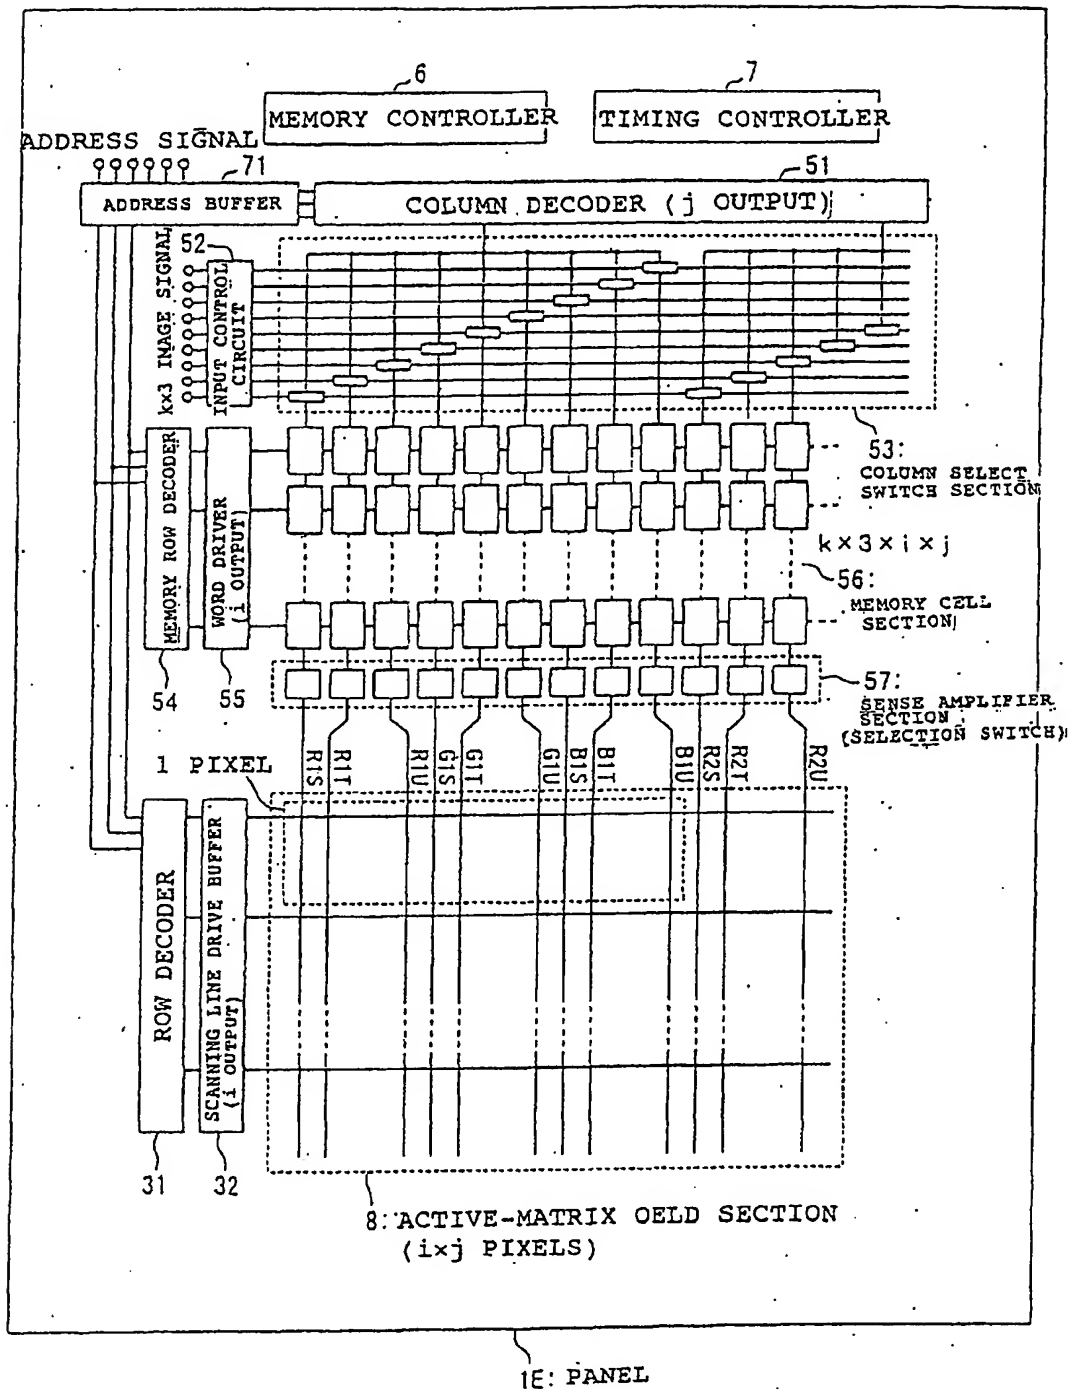 6
7
MEMORY CONTROLLER
TIMING CONTROLLER
ADDRESS SIGNAL
71
51
ADDRESS BUFFER
COLUMN DECODER (j OUTPUT)
k×3 IMAGE SIGNAL
52
INPUT CONTROL
CIRCUIT
53:
COLUMN SELECT
SWITCH SECTION
MEMORY ROW DECODER
WORD DRIVER
(i OUTPUT)
k×3×i×j
56:
MEMORY CELL
SECTION
54
55
57:
SENSE AMPLIFIER
SECTION
(SELECTION SWITCH)
R1S
R1T
R1U
G1S
G1T
G1U
B1S
B1T
B1U
R2S
R2T
R2U
1 PIXEL
ROW DECODER
SCANNING LINE DRIVE BUFFER
(i OUTPUT)
31
32
8: ACTIVE-MATRIX OELD SECTION
(i×j PIXELS)
1E: PANEL